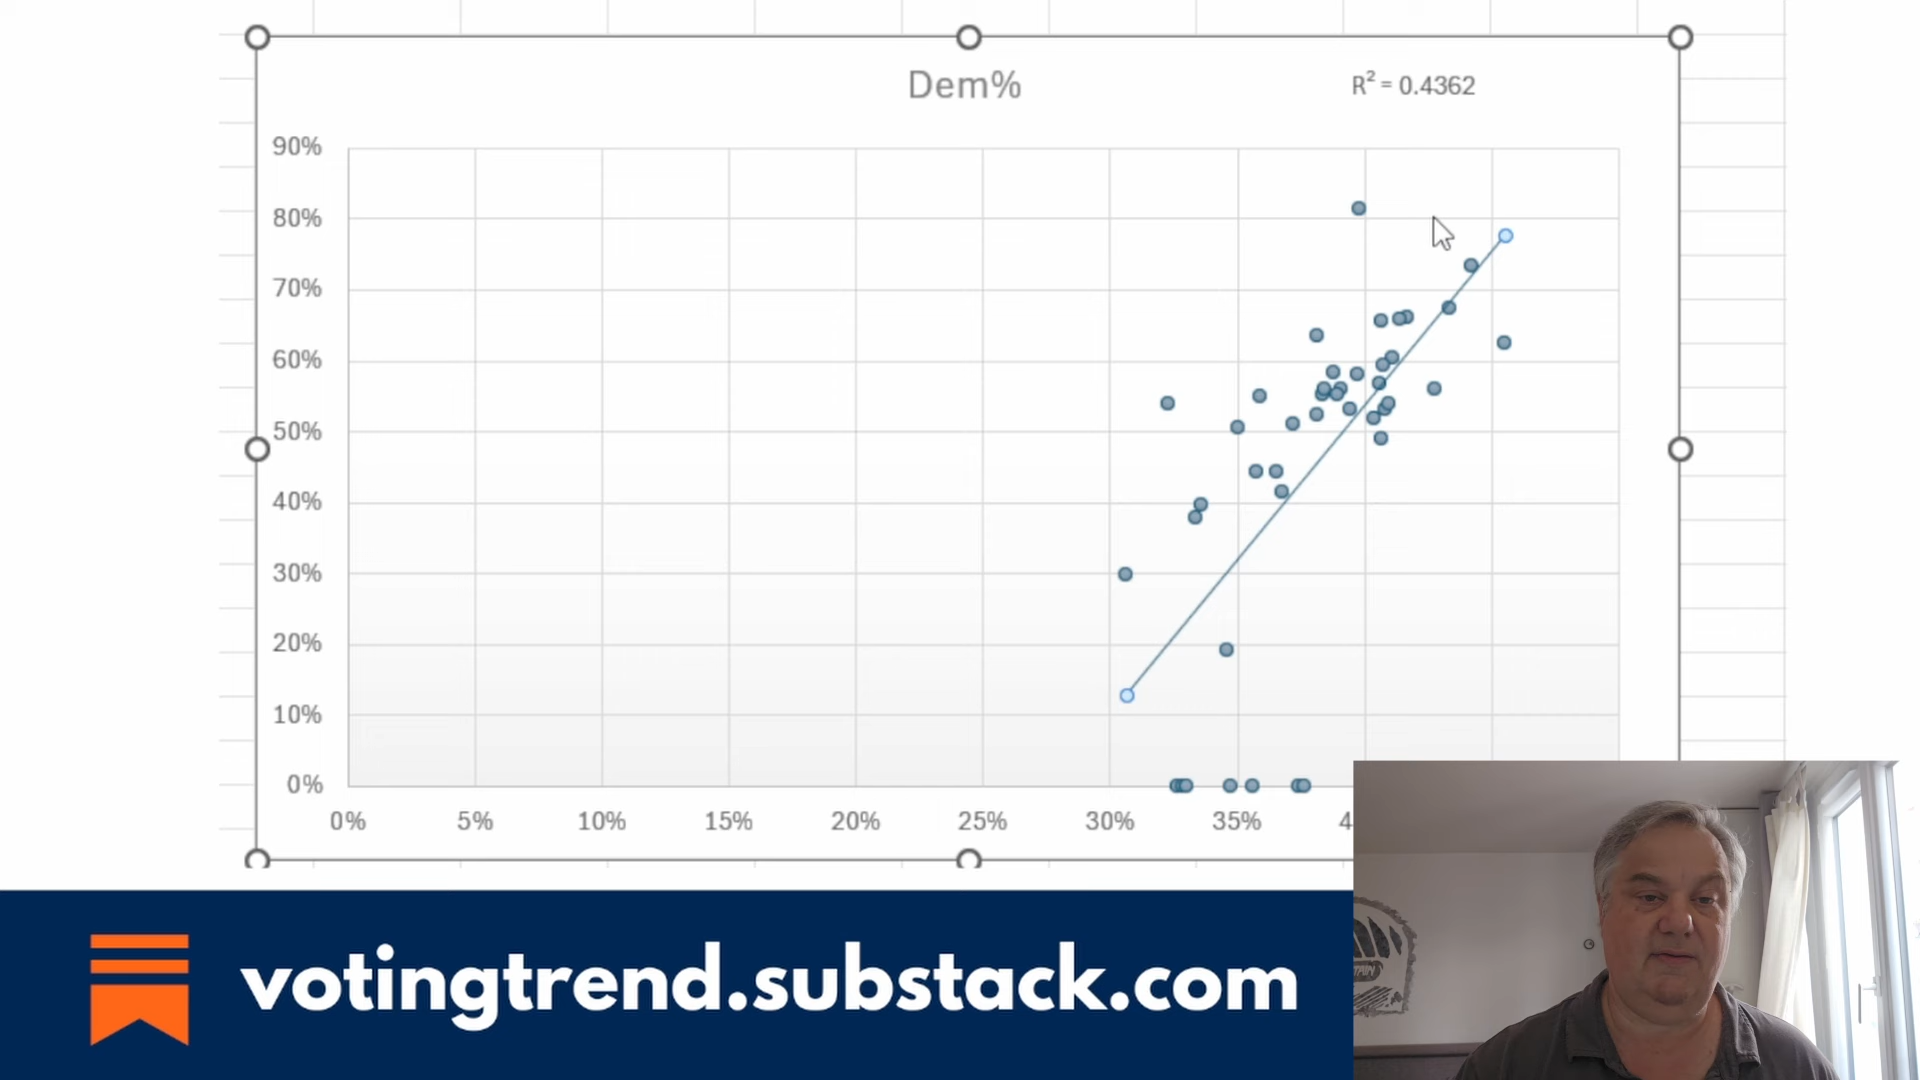 Dem%
R² = 0.4362
90%
80%
70%
60%
50%
40%
30%
20%
10%
0%
0% 5% 10% 15% 20% 25% 30% 35% 4
votingtrend.substack.com